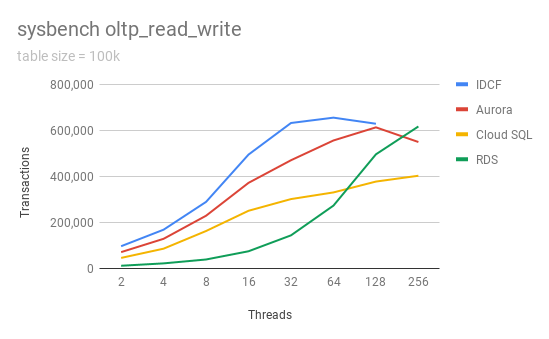 sysbench oltp_read_write
table size = 100k
800,000
600,000
400,000
200,000
0
Transactions
2 4 8 16 32 64 128 256
Threads
IDCF
Aurora
Cloud SQL
RDS